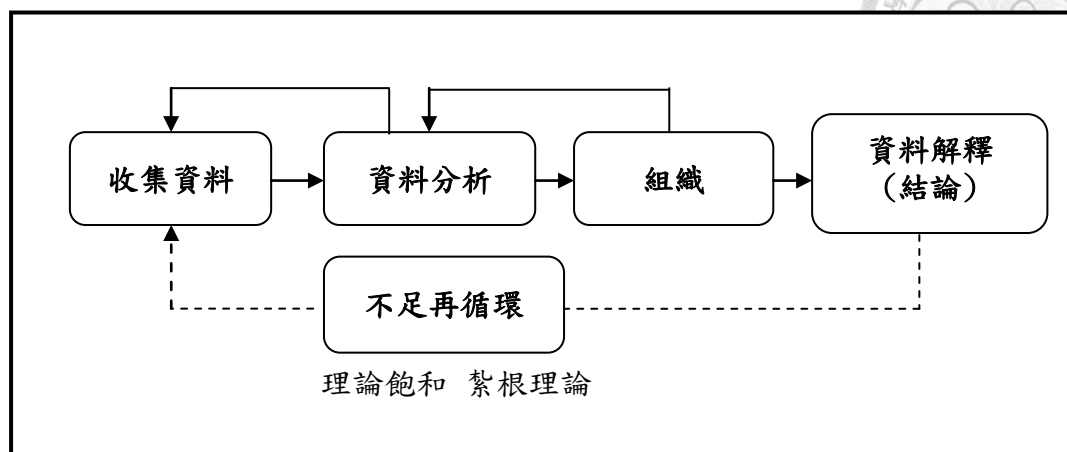 收集資料
資料分析
組織
資料解釋
(結論)
不足再循環
理論飽和 紮根理論